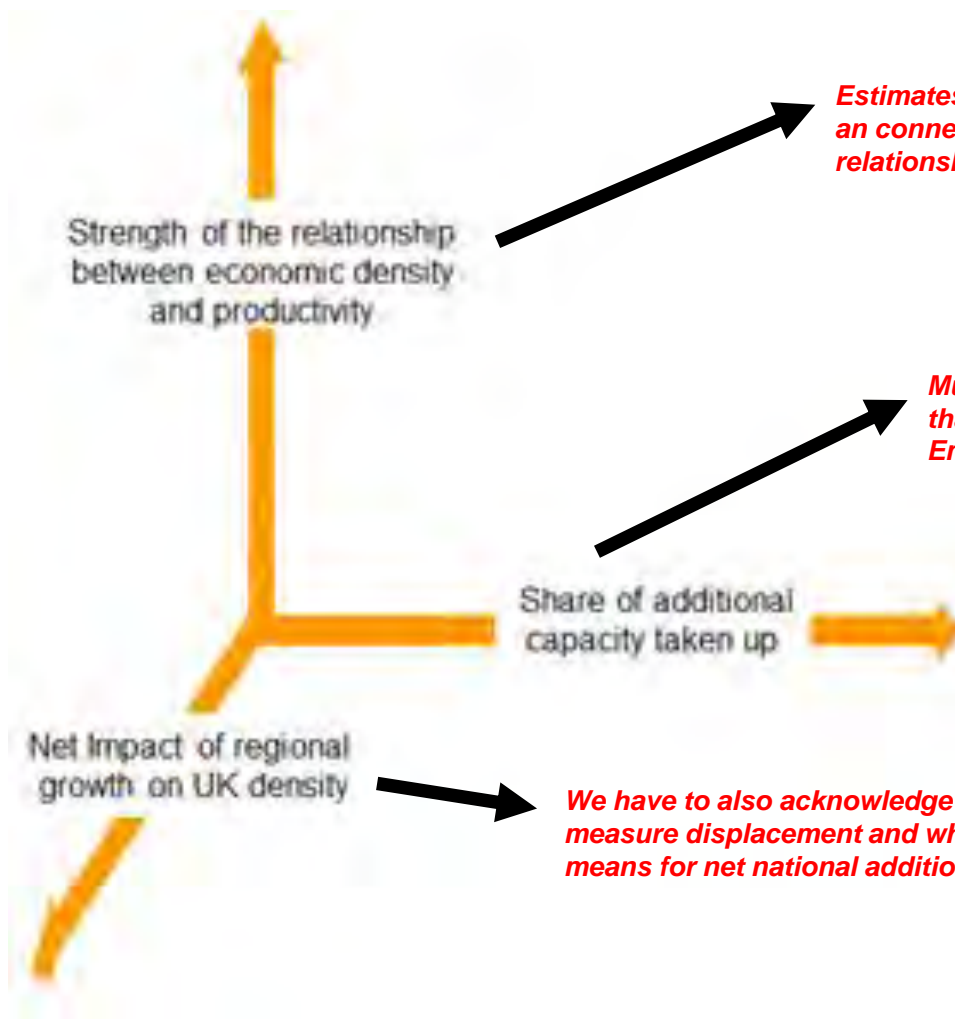 Estimates
an conne
relationsh
Strength of the relationship
between economic density
and productivity
Mu
tha
En
Share of additional
capacity taken up
Net Impact of regional
growth on UK density
We have to also acknowledge
measure displacement and wh
means for net national additio